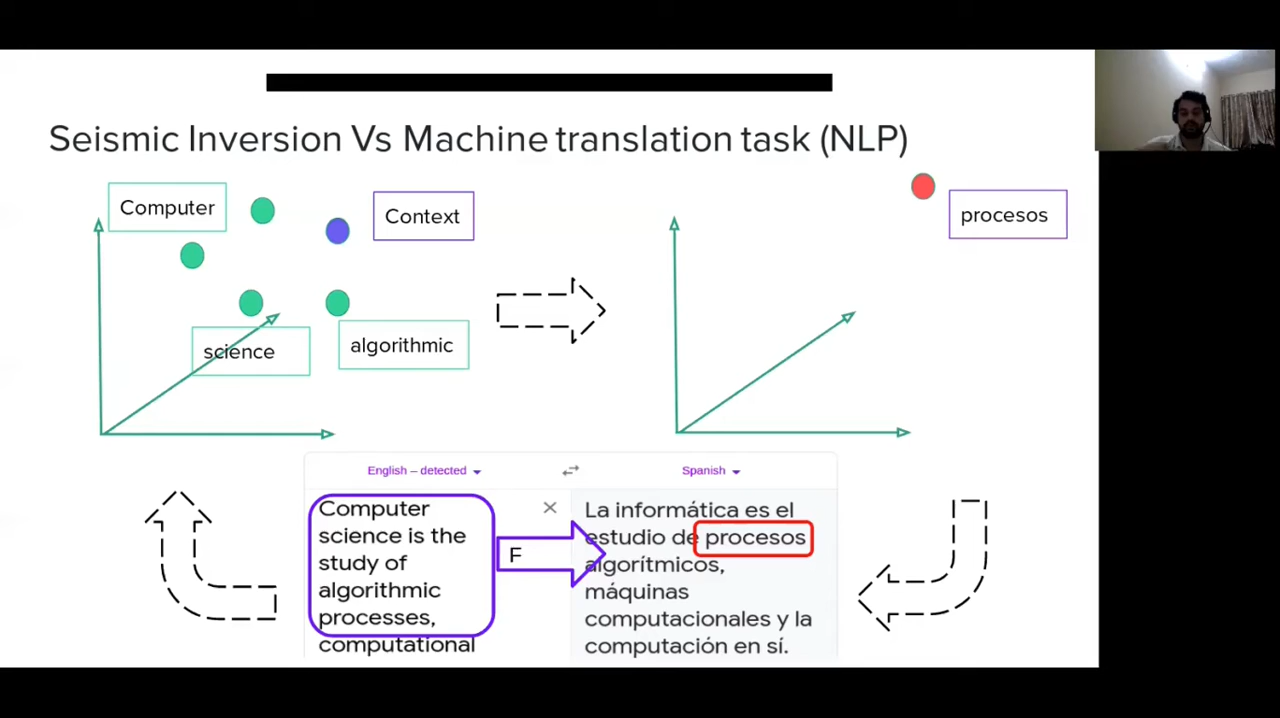 Seismic Inversion Vs Machine translation task (NLP)
Computer
Context
procesos
science
algorithmic
English – detected
Spanish
Computer
science is the
study of
algorithmic
processes,
computational
F
La informática es el
estudio de procesos
algorítmicos,
máquinas
computacionales y la
computación en sí.